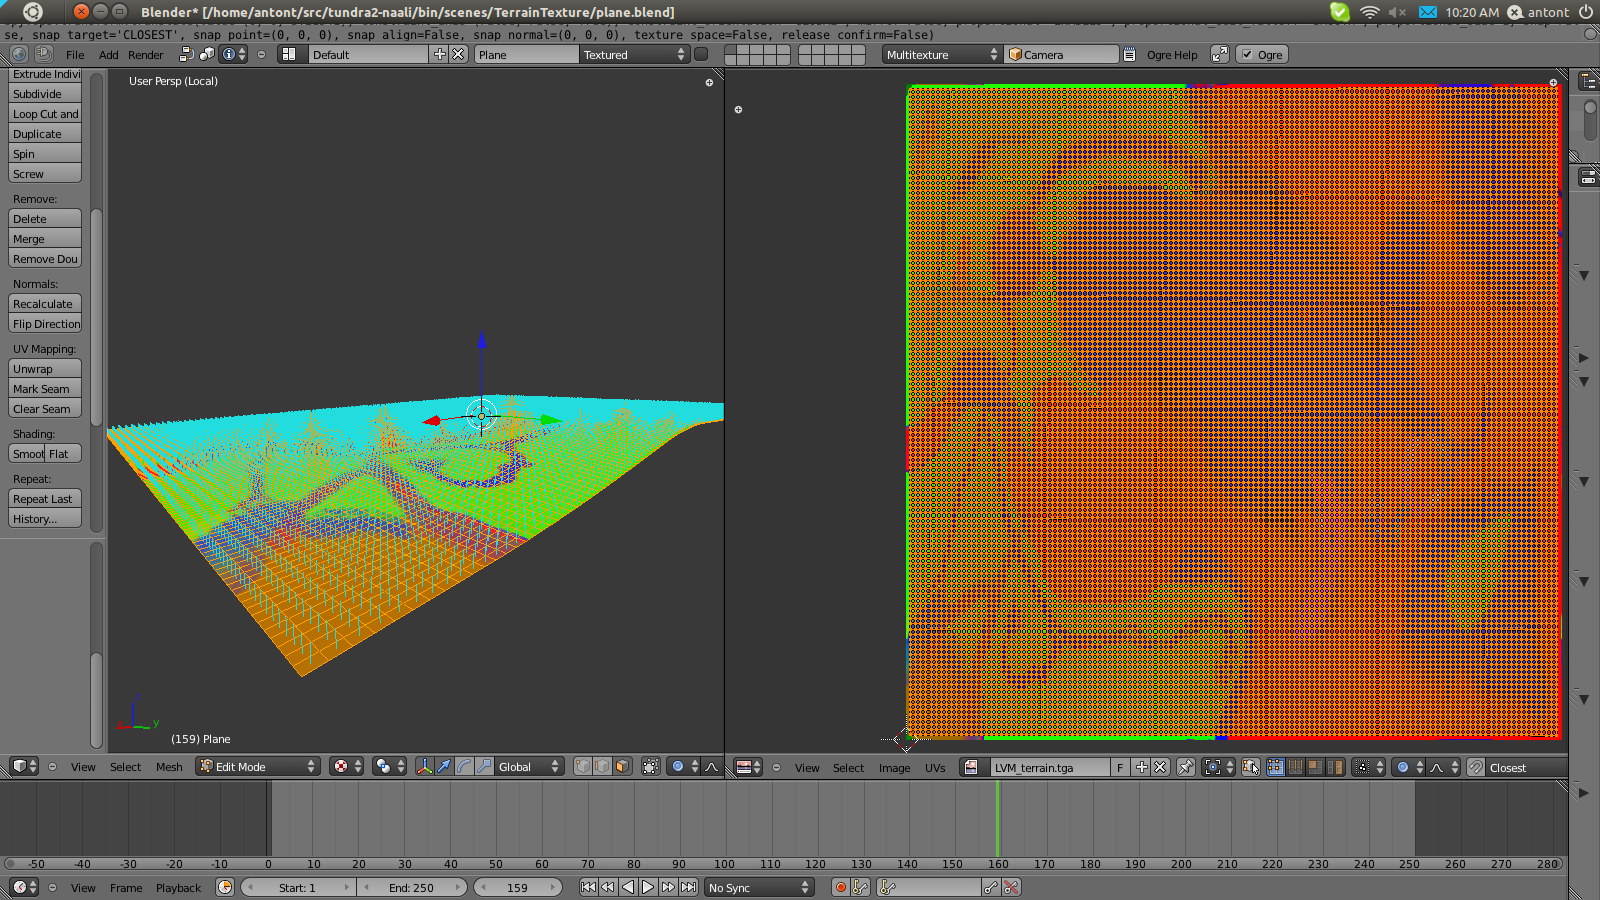 Blender* [/home/antont/src/tundra2-naali/bin/scenes/TerrainTexture/plane.blend]
10:20 AM antont
se, snap target='CLOSEST', snap point=(0, 0, 0), snap align=False, snap normal=(0, 0, 0), texture space=False, release confirm=False)
File Add Render Default Plane Textured Multitexture Camera Ogre Help Ogre
User Persp (Local)
Extrude Indivi
Subdivide
Loop Cut and
Duplicate
Spin
Screw
Remove:
Delete
Merge
Remove Dou
Normals:
Recalculate
Flip Direction
UV Mapping:
Unwrap
Mark Seam
Clear Seam
Shading:
Smoot Flat
Repeat:
Repeat Last
History...
x y z
(159) Plane
View Select Mesh Edit Mode Global
View Select Image UVs LVM_terrain.tga F Closest
-50 -40 -30 -20 -10 0 10 20 30 40 50 60 70 80 90 100 110 120 130 140 150 160 170 180 190 200 210 220 230 240 250 260 270 280
View Frame Playback Start: 1 End: 250 159 No Sync